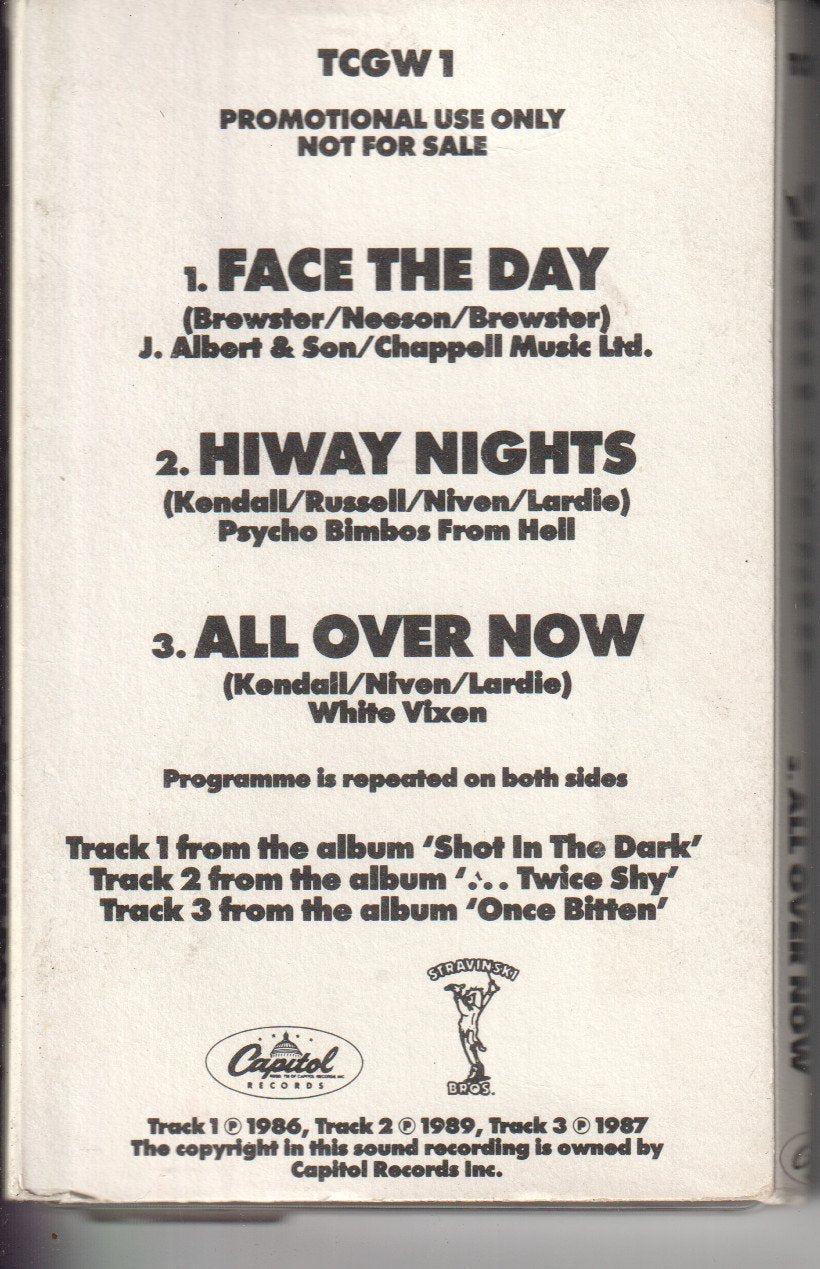 TCGW 1
PROMOTIONAL USE ONLY
NOT FOR SALE
1. FACE THE DAY
(Brewster/Neeson/Brewster)
J. Albert & Son/Chappell Music Ltd.
2. HIWAY NIGHTS
(Kendall/Russell/Niven/Lardie)
Psycho Bimbos From Hell
3. ALL OVER NOW
(Kendall/Niven/Lardie)
White Vixen
Programme is repeated on both sides
Track 1 from the album ‘Shot In The Dark’
Track 2 from the album ‘... Twice Shy’
Track 3 from the album ‘Once Bitten’
STRAVINSKI
BROS.
Capitol
RECORDS
Track 1 ℗ 1986, Track 2 ℗ 1989, Track 3 ℗ 1987
The copyright in this sound recording is owned by
Capitol Records Inc.
3. ALL OVER NOW